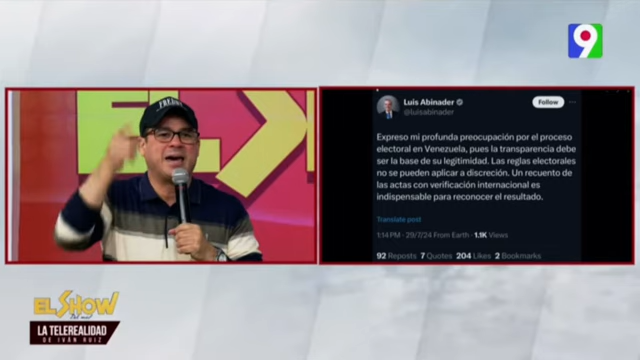 9
EL
FREDD
Luis Abinader
Follow
@luisabinader
Expreso mi profunda preocupación por el proceso
electoral en Venezuela, pues la transparencia debe
ser la base de su legitimidad. Las reglas electorales
no se pueden aplicar a discreción. Un recuento de
las actas con verificación internacional es
indispensable para reconocer el resultado.
Translate post
1:14 PM · 29/7/24 From Earth · 1.1K Views
92 Reposts 7 Quotes 204 Likes 2 Bookmarks
EL SHOW
LA TELEREALIDAD
DE IVÁN RUIZ